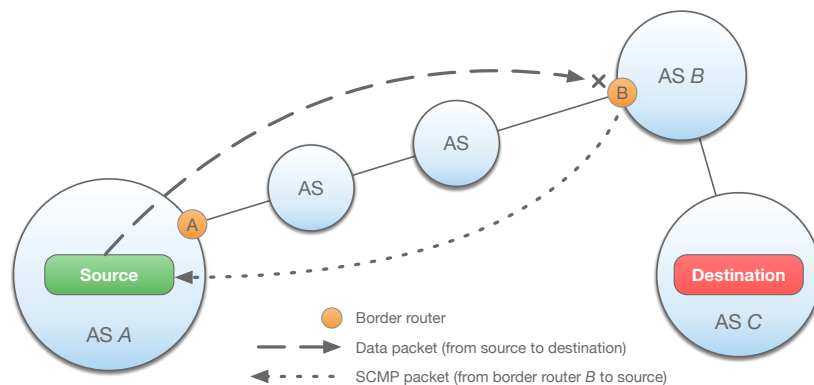 AS B
B
AS
AS
A
Source
Destination
AS A
AS C
Border router
Data packet (from source to destination)
SCMP packet (from border router B to source)